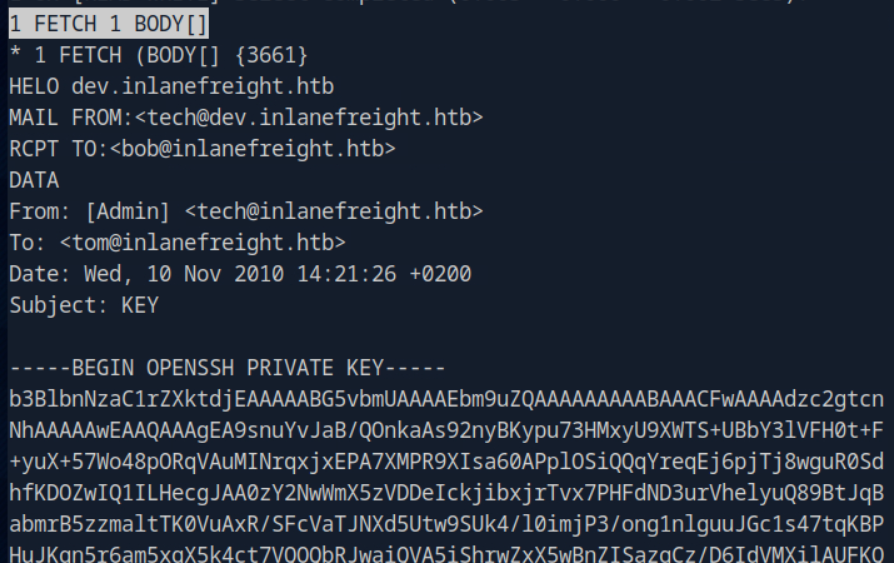 1 FETCH 1 BODY[]
* 1 FETCH (BODY[] {3661}
HELO dev.inlanefreight.htb
MAIL FROM:<tech@dev.inlanefreight.htb>
RCPT TO:<bob@inlanefreight.htb>
DATA
From: [Admin] <tech@inlanefreight.htb>
To: <tom@inlanefreight.htb>
Date: Wed, 10 Nov 2010 14:21:26 +0200
Subject: KEY

-----BEGIN OPENSSH PRIVATE KEY-----
b3BlbnNzaC1rZXktdjEAAAAABG5vbmUAAAAEbm9uZQAAAAAAAAABAAACFwAAAAdzc2gtcn
NhAAAAAwEAAQAAAgEA9snuYvJaB/QOnkaAs92nyBKypu73HMxyU9XWTS+UBbY3lVFH0t+F
+yuX+57Wo48pORqVAuMINrqxjxEPA7XMPR9XIsa60APplOSiQQqYreqEj6pjTj8wguR0Sd
hfKDOZwIQ1ILHecgJAA0zY2NwWmX5zVDDeIckjibxjrTvx7PHFdND3urVhelyuQ89BtJqB
abmrB5zzmaltTK0VuAxR/SFcVaTJNXd5Utw9SUk4/l0imjP3/ong1nlguuJGc1s47tqKBP